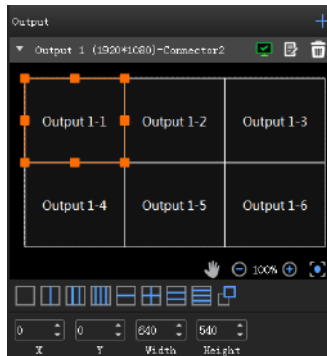 Output
Output 1 (1920*1080)-Connector2
Output 1-1 Output 1-2 Output 1-3
Output 1-4 Output 1-5 Output 1-6
100%
0 0 640 540
X Y Width Height